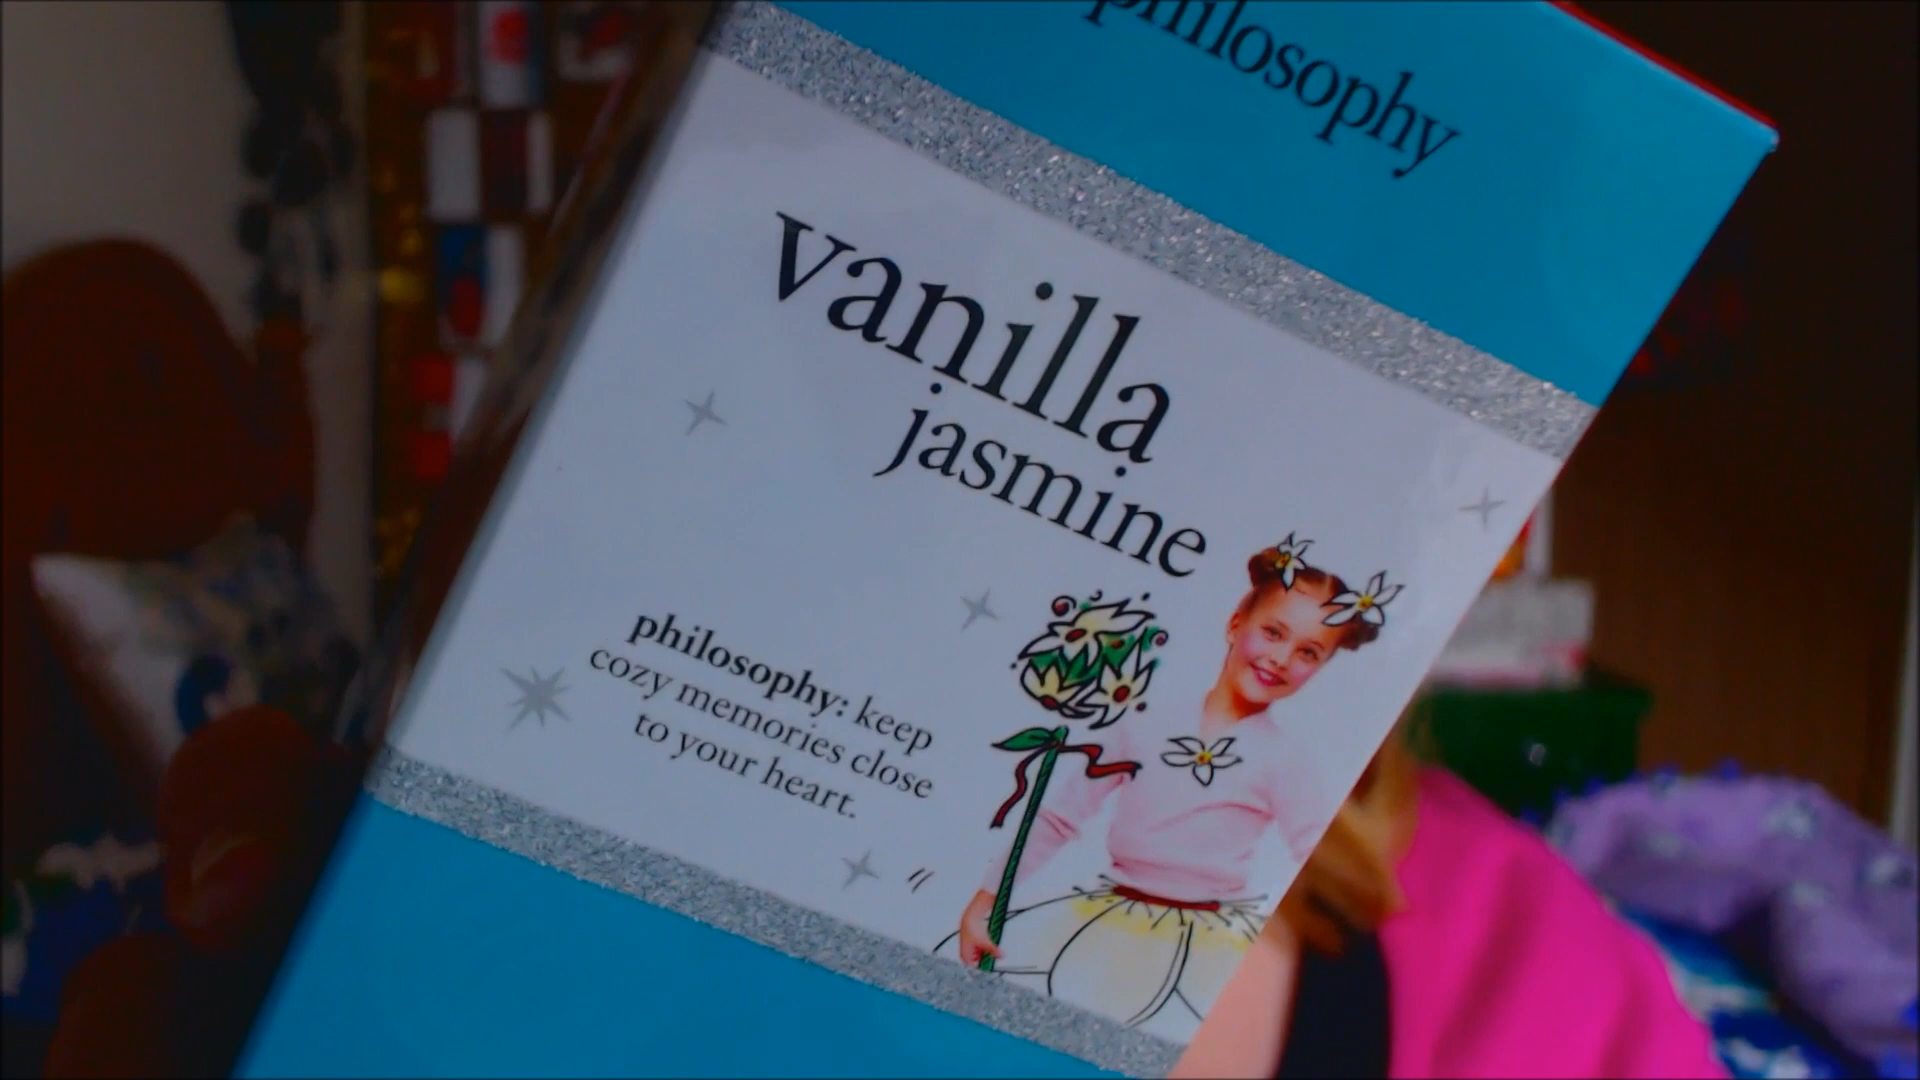 philosophy
vanilla
jasmine
philosophy: keep
cozy memories close
to your heart.